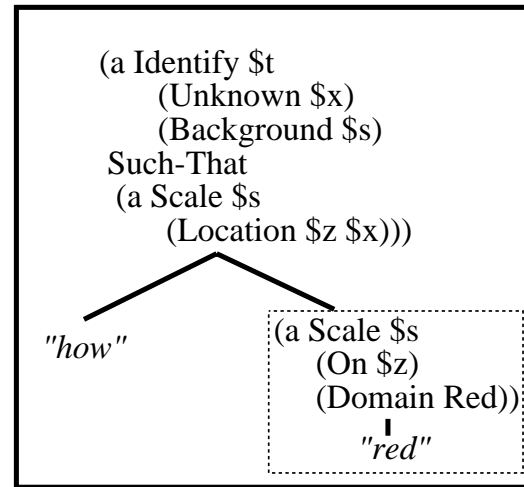 (a Identify $t
(Unknown $x)
(Background $s)
Such-That
(a Scale $s
(Location $z $x)))
"how"
(a Scale $s
(On $z)
(Domain Red))
"red"